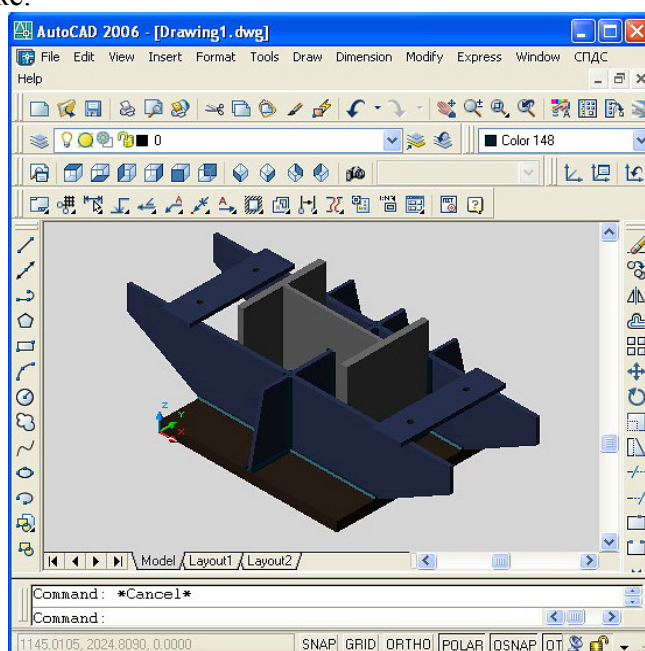 ке.
AutoCAD 2006 - [Drawing1.dwg]
File Edit View Insert Format Tools Draw Dimension Modify Express Window СПДС
Help
0
Color 148
Z
Y
X
Model Layout1 Layout2
Command: *Cancel*
Command:
1145.0105, 2024.8090, 0.0000 SNAP GRID ORTHO POLAR OSNAP OT